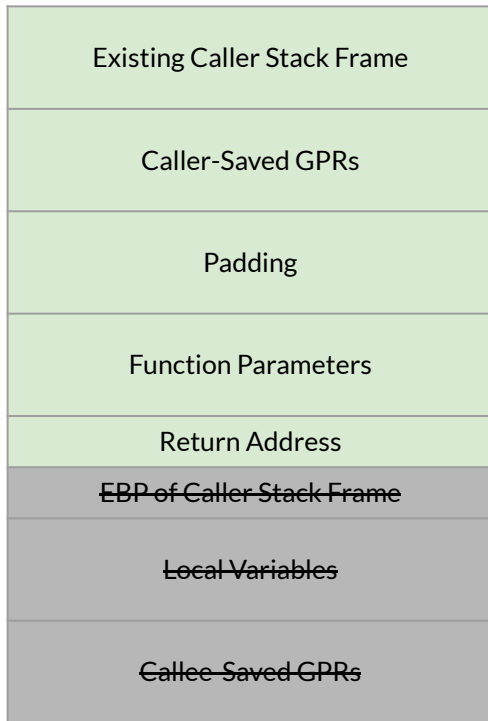 Existing Caller Stack Frame
Caller-Saved GPRs
Padding
Function Parameters
Return Address
EBP of Caller Stack Frame
Local Variables
Callee-Saved GPRs